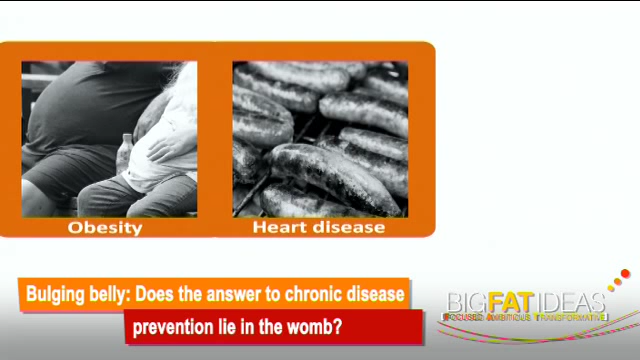 Obesity
Heart disease
Bulging belly: Does the answer to chronic disease
prevention lie in the womb?
BIGFATIDEAS
FOCUSED AMBITIOUS TRANSFORMATIVE